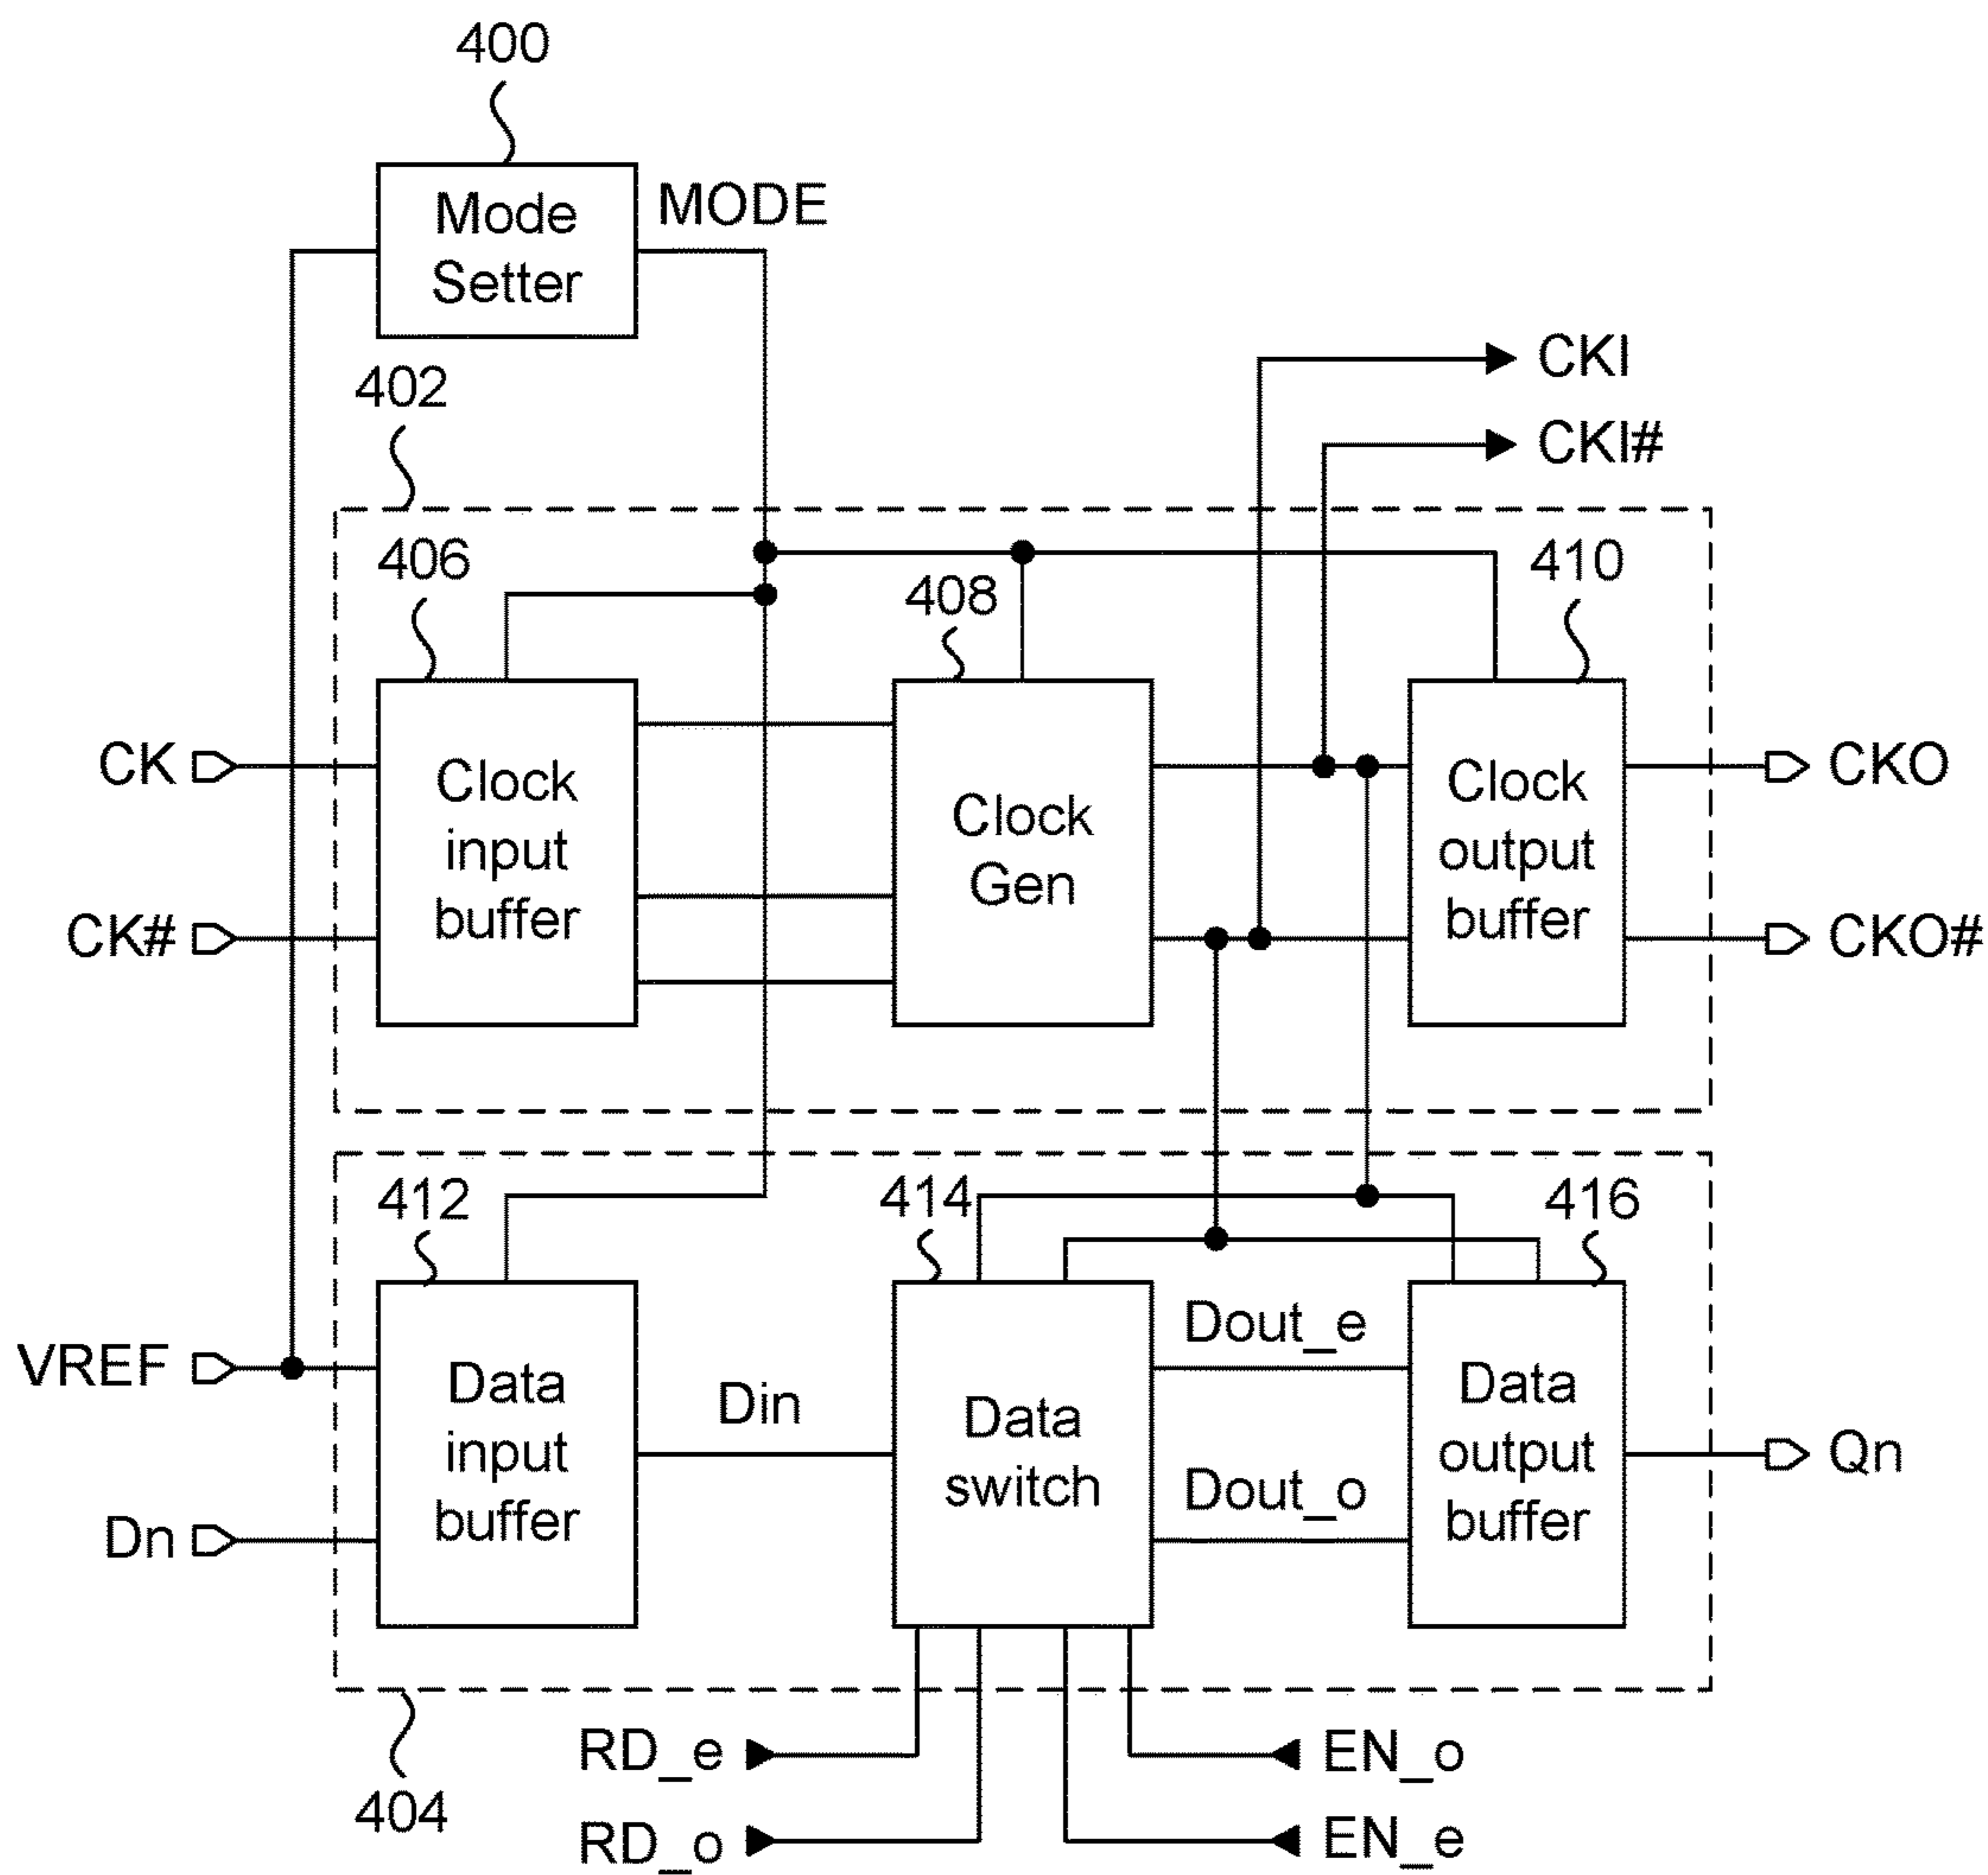 400
Mode
Setter
MODE
402
CKI
CKI#
406
408
410
CK
CK#
Clock
input
buffer
Clock
Gen
Clock
output
buffer
CKO
CKO#
412
414
416
VREF
Dn
Data
input
buffer
Din
Data
switch
Dout_e
Dout_o
Data
output
buffer
Qn
404
RD_e
RD_o
EN_o
EN_e